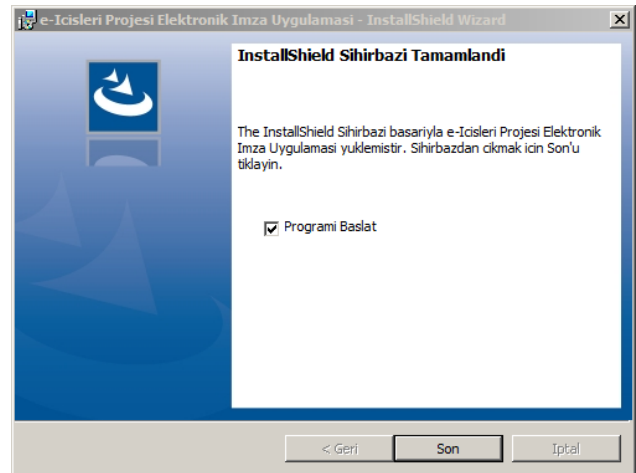 e-Icisleri Projesi Elektronik Imza Uygulamasi - InstallShield Wizard
InstallShield Sihirbazi Tamamlandi
The InstallShield Sihirbazi basariyla e-Icisleri Projesi Elektronik
Imza Uygulamasi yuklemistir. Sihirbazdan cikmak icin Son'u
tiklayin.
Programi Baslat
< Geri
Son
Iptal